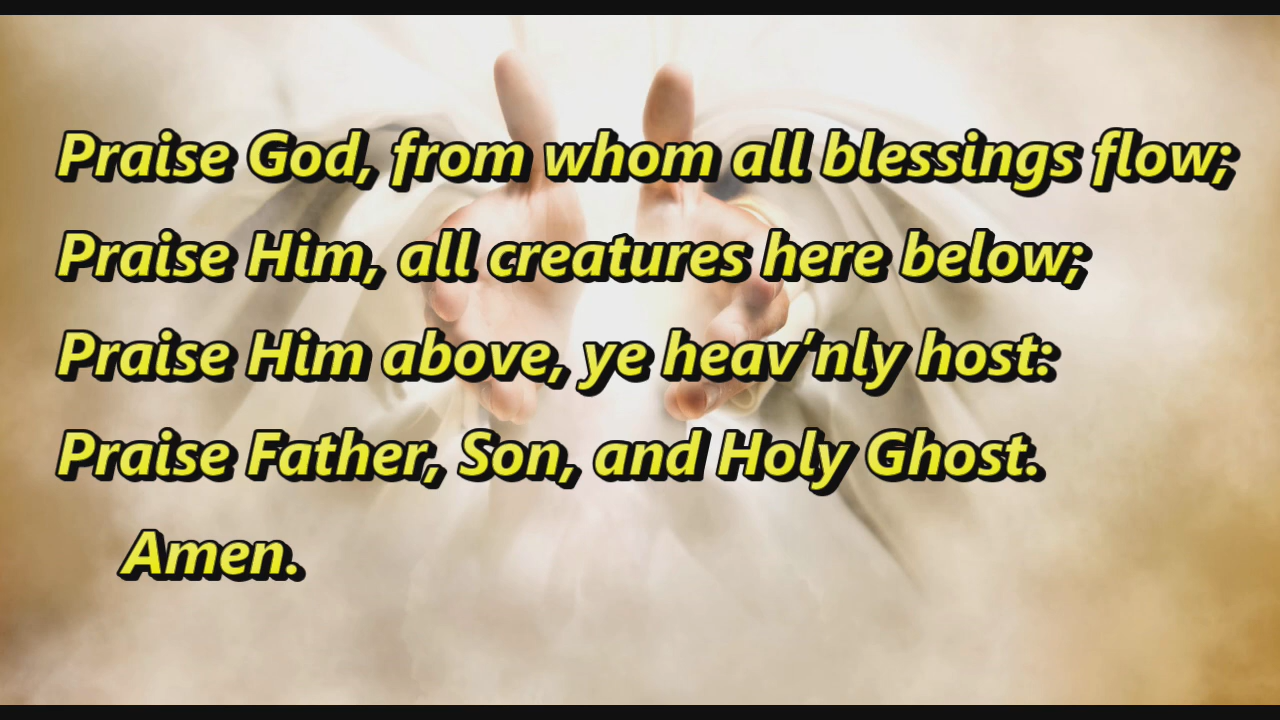 Praise God, from whom all blessings flow;
Praise Him, all creatures here below;
Praise Him above, ye heav’nly host:
Praise Father, Son, and Holy Ghost.
Amen.